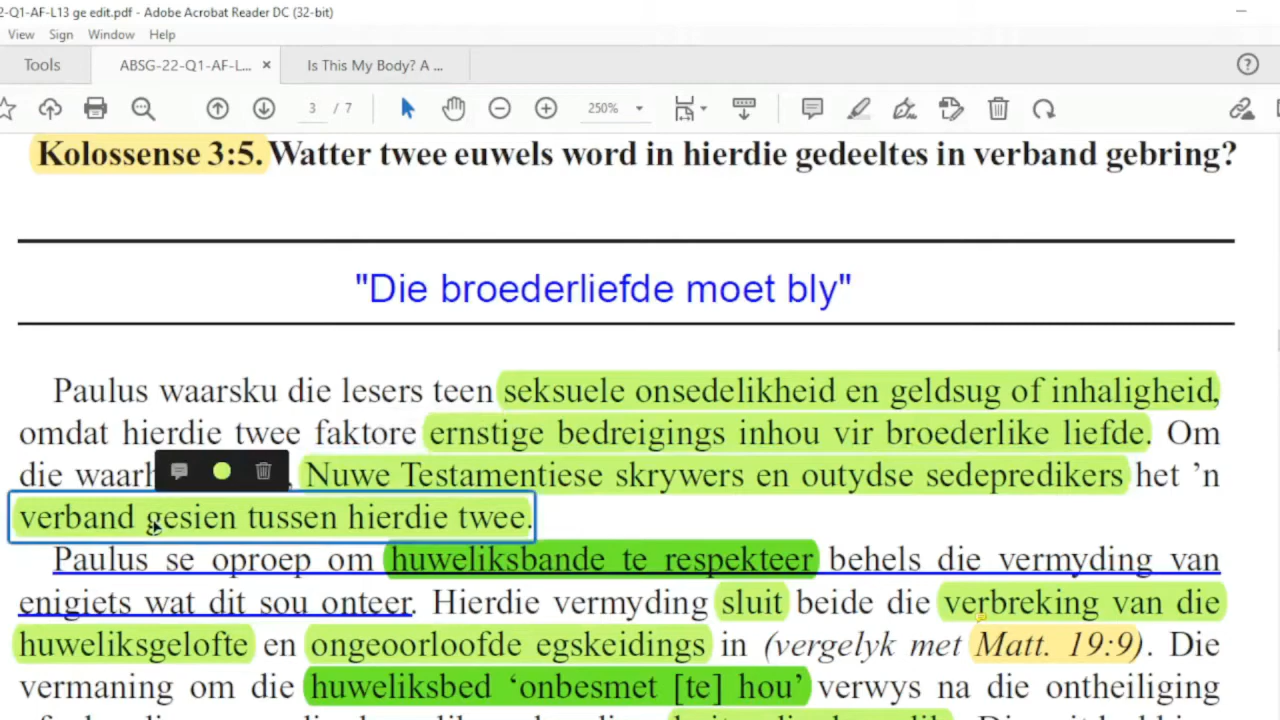 2-Q1-AF-L13 ge edit.pdf - Adobe Acrobat Reader DC (32-bit)
View Sign Window Help
Tools ABSG-22-Q1-AF-L... × Is This My Body? A ...
3 / 7 250%
Kolossense 3:5. Watter twee euwels word in hierdie gedeeltes in verband gebring?
"Die broederliefde moet bly"
Paulus waarsku die lesers teen seksuele onsedelikheid en geldsug of inhaligheid,
omdat hierdie twee faktore ernstige bedreigings inhou vir broederlike liefde. Om
die Nuwe Testamentiese skrywers en outydse sedepredikers het ’n
verband gesien tussen hierdie twee.
Paulus se oproep om huweliksbande te respekteer behels die vermyding van
enigiets wat dit sou onteer. Hierdie vermyding sluit beide die verbreking van die
huweliksgelofte en ongeoorloofde egskeidings in (vergelyk met Matt. 19:9). Die
vermaning om die huweliksbed ‘onbesmet [te] hou’ verwys na die ontheiliging